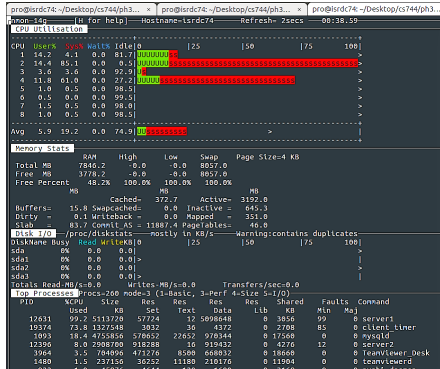 pro@isrdc74: ~/Desktop/cs744/ph3... × pro@isrdc74: ~/Desktop/cs744/ph3... × pro@isrdc74: ~/Desktop/cs744/ph3...
nmon-14g [H for help] Hostname=isrdc74 Refresh= 2secs 00:38.59
CPU Utilisation
CPU User% Sys% Wait% Idle|0 |25 |50 |75 100|
1 14.2 4.1 0.0 81.7|UUUUUUUss >
2 14.4 85.1 0.0 0.5|
3 3.6 3.6 0.0 92.9|
4 11.8 61.0 0.0 27.2|
5 1.0 0.5 98.5| >
6 0.5 0.0 0.0 99.5| >
7 1.5 0.5 0.0 98.0| >
8 1.0 0.5 0.0 98.5| >
Avg 5.9 19.2 0.0 74.9|UUsssssssss > |
Memory Stats
RAM High Low Swap Page Size=4 KB
Total MB 7846.2 -0.0 -0.0 8057.0
Free MB 3778.2 -0.0 -0.0 8057.0
Free Percent 48.2% 100.0% 100.0% 100.0%
MB MB MB
Cached= 372.7 Active= 3192.0
Buffers= 15.8 Swapcached= 0.0 Inactive = 645.3
Dirty = 0.1 Writeback = 0.0 Mapped = 351.0
Slab = 83.7 Commit_AS = 11887.4 PageTables= 46.0
Disk I/O /proc/diskstats mostly in KB/s Warning:contains duplicates
DiskName Busy Read WriteKB|0 |25 |50 |75 100|
sda 0% 0.0 0.0| >
sda1 0% 0.0 0.0|> |
sda2 0% 0.0 0.0| >
sda3 0% 0.0 0.0|> |
Totals Read-MB/s=0.0 Writes-MB/s=0.0 Transfers/sec=0.0
Top Processes Procs=260 mode=3 (1=Basic, 3=Perf 4=Size 5=I/O)
PID %CPU Size Res Res Res Res Shared Faults Command
Used KB Set Text Data Lib KB Min Maj
12631 99.2 5113720 57724 12 5098648 0 3056 99 0 server1
19374 73.8 1327548 3032 36 4372 0 2708 85 0 client_timer
1093 18.4 4755856 570652 22652 970344 0 17560 0 0 mysqld
12396 0.0 2908700 918288 16 919432 0 4276 12 0 server2
3964 3.5 704096 471276 8500 668032 0 18660 0 0 TeamViewer_Desk
1480 1.5 237156 36252 11180 210176 0 11904 0 0 teamviewerd